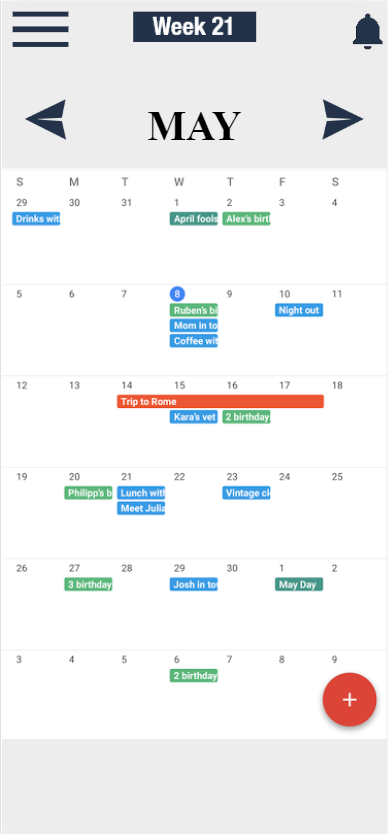 Week 21
MAY
S M T W T F S
29 30 31 1 2 3 4
Drinks wit April fools Alex's birt
5 6 7 8 9 10 11
Ruben's bi Night out
Mom in to
Coffee wit
12 13 14 15 16 17 18
Trip to Rome
Kara's vet 2 birthday
19 20 21 22 23 24 25
Philipp's b Lunch with Vintage cl
Meet Julia
26 27 28 29 30 1 2
3 birthday Josh in to May Day
3 4 5 6 7 8 9
2 birthday
+